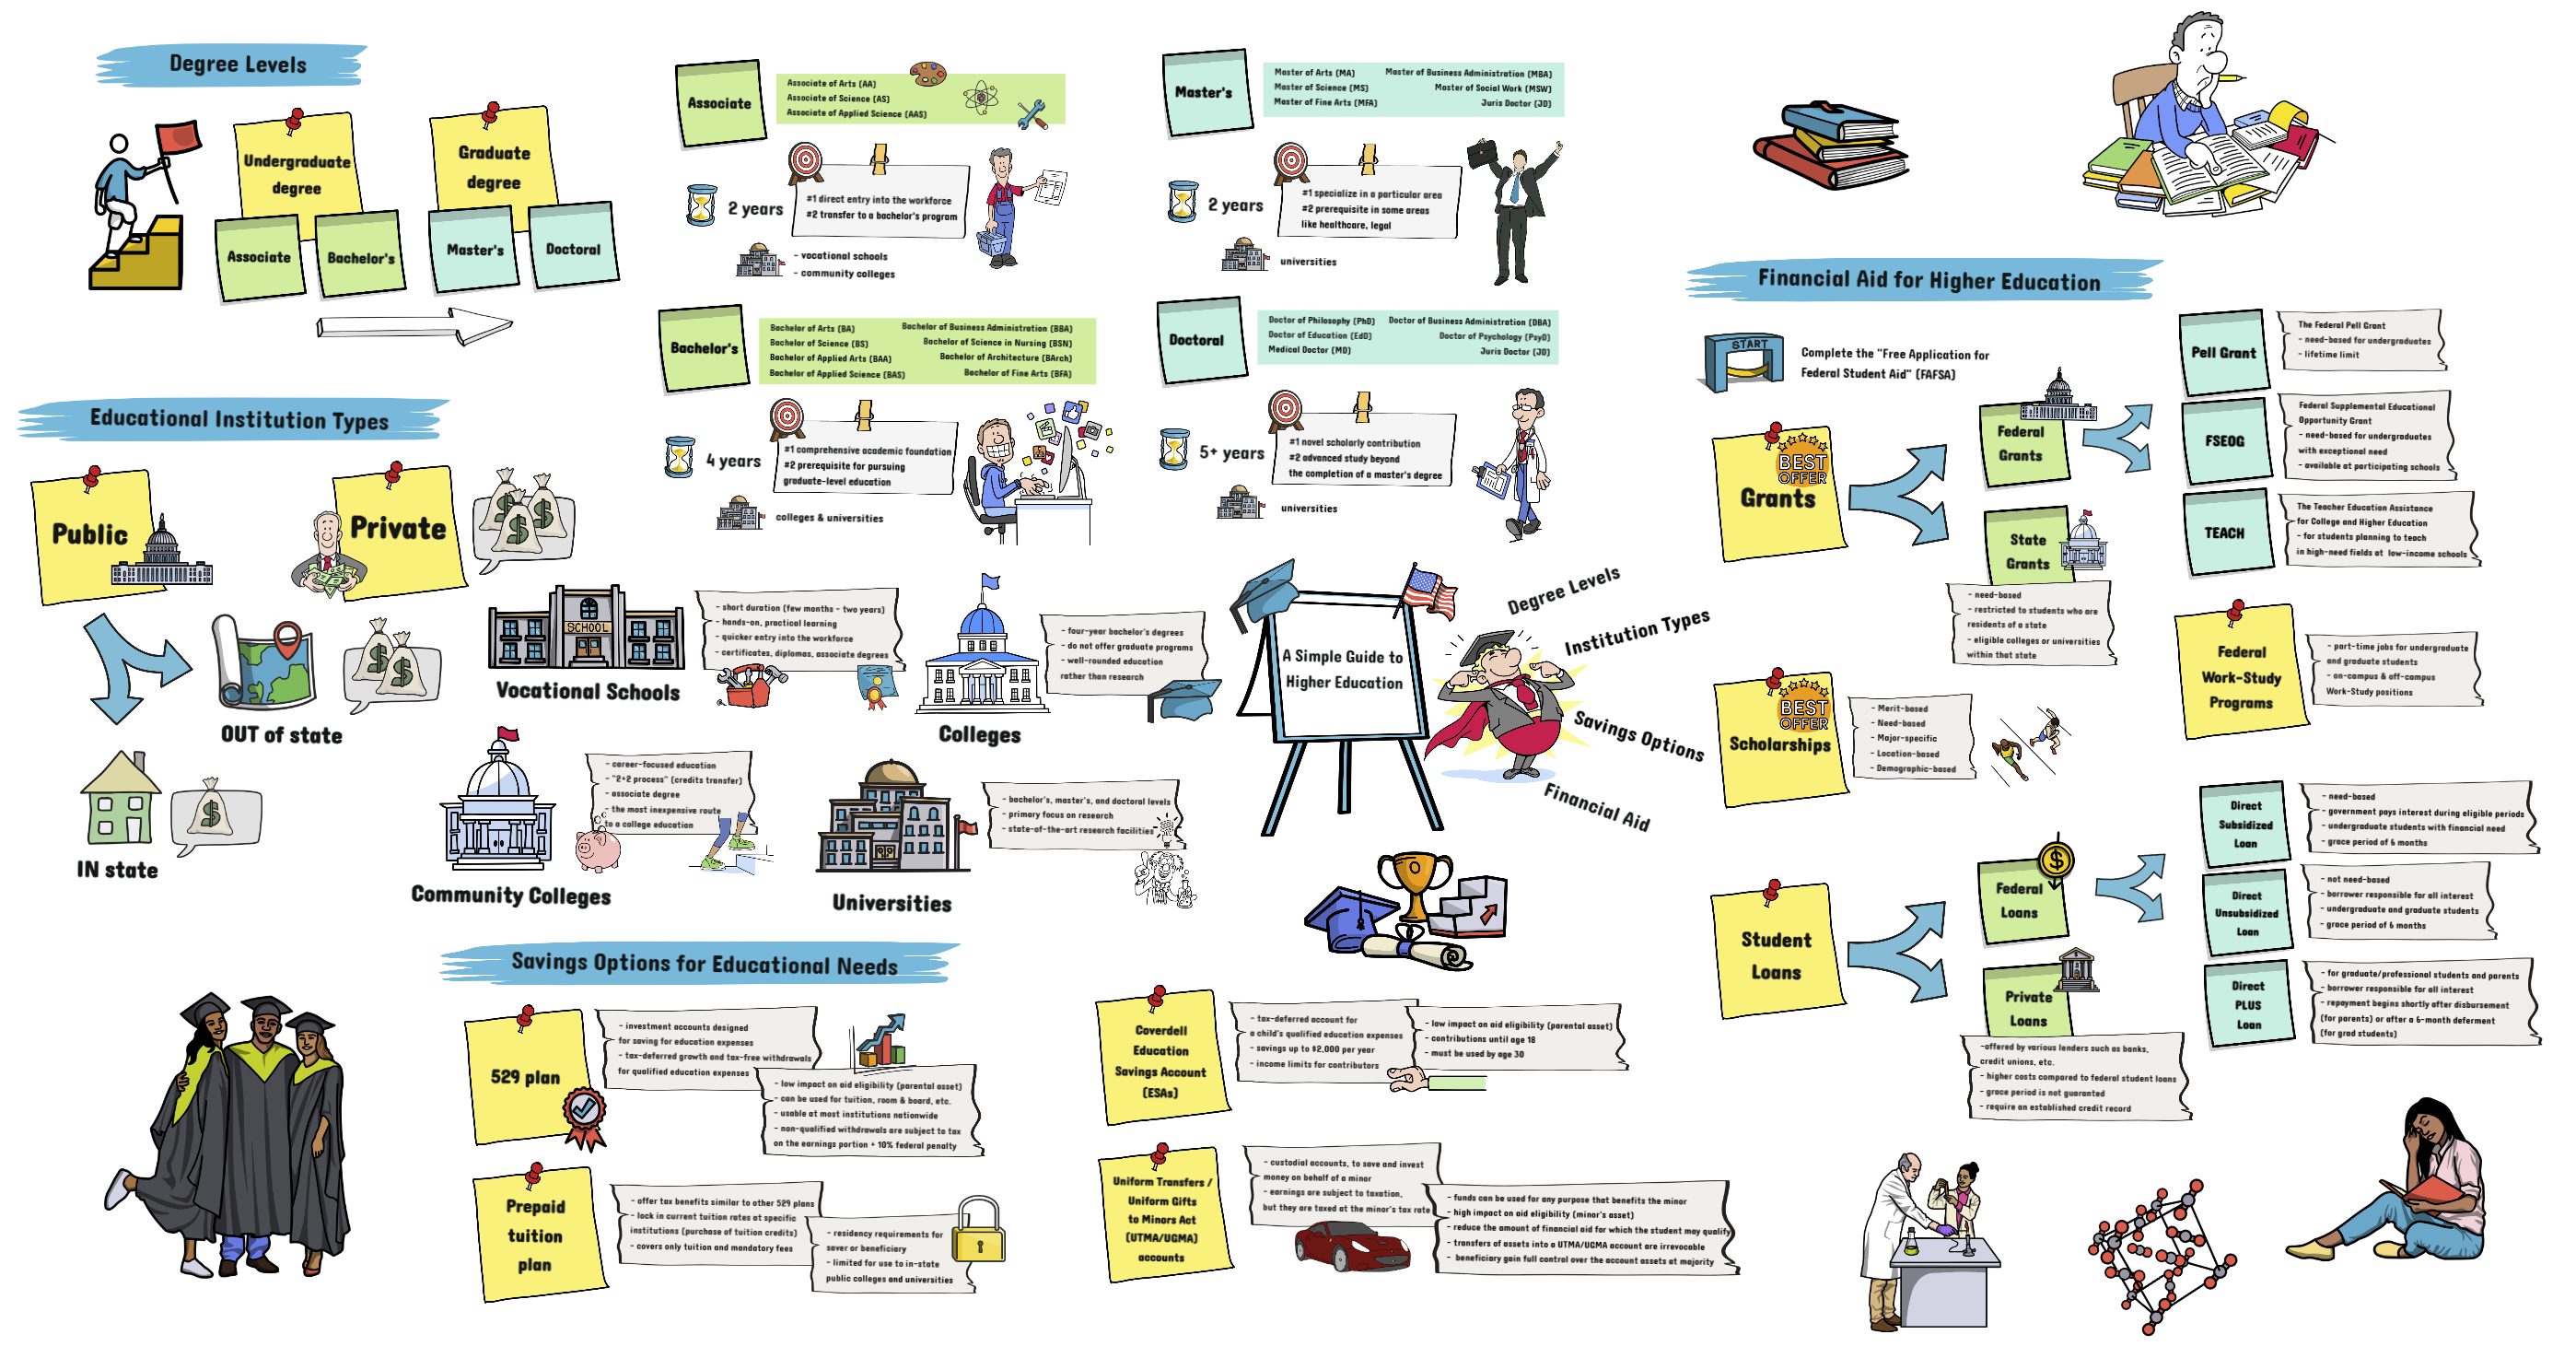 Degree Levels
Undergraduate
degree
Graduate
degree
Associate
Bachelor's
Master's
Doctoral
Associate
Associate of Arts (AA)
Associate of Science (AS)
Associate of Applied Science (AAS)
2 years
#1 direct entry into the workforce
#2 transfer to a bachelor's program
- vocational schools
- community colleges
Bachelor's
Bachelor of Arts (BA)
Bachelor of Science (BS)
Bachelor of Applied Arts (BAA)
Bachelor of Applied Science (BAS)
Bachelor of Business Administration (BBA)
Bachelor of Science in Nursing (BSN)
Bachelor of Architecture (BArch)
Bachelor of Fine Arts (BFA)
4 years
#1 comprehensive academic foundation
#2 prerequisite for pursuing
graduate-level education
colleges & universities
Master's
Master of Arts (MA)
Master of Science (MS)
Master of Fine Arts (MFA)
Master of Business Administration (MBA)
Master of Social Work (MSW)
Juris Doctor (JD)
2 years
#1 specialize in a particular area
#2 prerequisite in some areas
like healthcare, legal
universities
Doctoral
Doctor of Philosophy (PhD)
Doctor of Education (EdD)
Medical Doctor (MD)
Doctor of Business Administration (DBA)
Doctor of Psychology (PsyD)
Juris Doctor (JD)
5+ years
#1 novel scholarly contribution
#2 advanced study beyond
the completion of a master's degree
universities
Educational Institution Types
Public
Private
OUT of state
IN state
SCHOOL
Vocational Schools
- short duration (few months - two years)
- hands-on, practical learning
- quicker entry into the workforce
- certificates, diplomas, associate degrees
Colleges
- four-year bachelor's degrees
- do not offer graduate programs
- well-rounded education
rather than research
Community Colleges
- career-focused education
- "2+2 process" (credits transfer)
- associate degree
- the most inexpensive route
to a college education
Universities
- bachelor's, master's, and doctoral levels
- primary focus on research
- state-of-the-art research facilities
A Simple Guide to
Higher Education
Degree Levels
Institution Types
Savings Options
Financial Aid
Savings Options for Educational Needs
529 plan
- investment accounts designed
for saving for education expenses
- tax-deferred growth and tax-free withdrawals
for qualified education expenses
- low impact on aid eligibility (parental asset)
- can be used for tuition, room & board, etc.
- usable at most institutions nationwide
- non-qualified withdrawals are subject to tax
on the earnings portion + 10% federal penalty
Prepaid
tuition
plan
- offer tax benefits similar to other 529 plans
- lock in current tuition rates at specific
institutions (purchase of tuition credits)
- covers only tuition and mandatory fees
- residency requirements for
saver or beneficiary
- limited for use to in-state
public colleges and universities
Coverdell
Education
Savings Account
(ESAs)
- tax-deferred account for
a child's qualified education expenses
- savings up to $2,000 per year
- income limits for contributors
- low impact on aid eligibility (parental asset)
- contributions until age 18
- must be used by age 30
Uniform Transfers /
Uniform Gifts
to Minors Act
(UTMA/UGMA)
accounts
- custodial accounts, to save and invest
money on behalf of a minor
- earnings are subject to taxation,
but they are taxed at the minor's tax rate
- funds can be used for any purpose that benefits the minor
- high impact on aid eligibility (minor's asset)
- reduce the amount of financial aid for which the student may qualify
- transfers of assets into a UTMA/UGMA account are irrevocable
- beneficiary gain full control over the account assets at majority
Financial Aid for Higher Education
START
Complete the "Free Application for
Federal Student Aid" (FAFSA)
BEST
OFFER
Grants
Federal
Grants
State
Grants
- need-based
- restricted to students who are
residents of a state
- eligible colleges or universities
within that state
Pell Grant
The Federal Pell Grant
- need-based for undergraduates
- lifetime limit
FSEOG
Federal Supplemental Educational
Opportunity Grant
- need-based for undergraduates
with exceptional need
- available at participating schools
TEACH
The Teacher Education Assistance
for College and Higher Education
- for students planning to teach
in high-need fields at low-income schools
BEST
OFFER
Scholarships
- Merit-based
- Need-based
- Major-specific
- Location-based
- Demographic-based
Federal
Work-Study
Programs
- part-time jobs for undergraduate
and graduate students
- on-campus & off-campus
Work-Study positions
Student
Loans
Federal
Loans
Private
Loans
-offered by various lenders such as banks,
credit unions, etc.
- higher costs compared to federal student loans
- grace period is not guaranteed
- require an established credit record
Direct
Subsidized
Loan
- need-based
- government pays interest during eligible periods
- undergraduate students with financial need
- grace period of 6 months
Direct
Unsubsidized
Loan
- not need-based
- borrower responsible for all interest
- undergraduate and graduate students
- grace period of 6 months
Direct
PLUS
Loan
- for graduate/professional students and parents
- borrower responsible for all interest
- repayment begins shortly after disbursement
(for parents) or after a 6-month deferment
(for grad students)